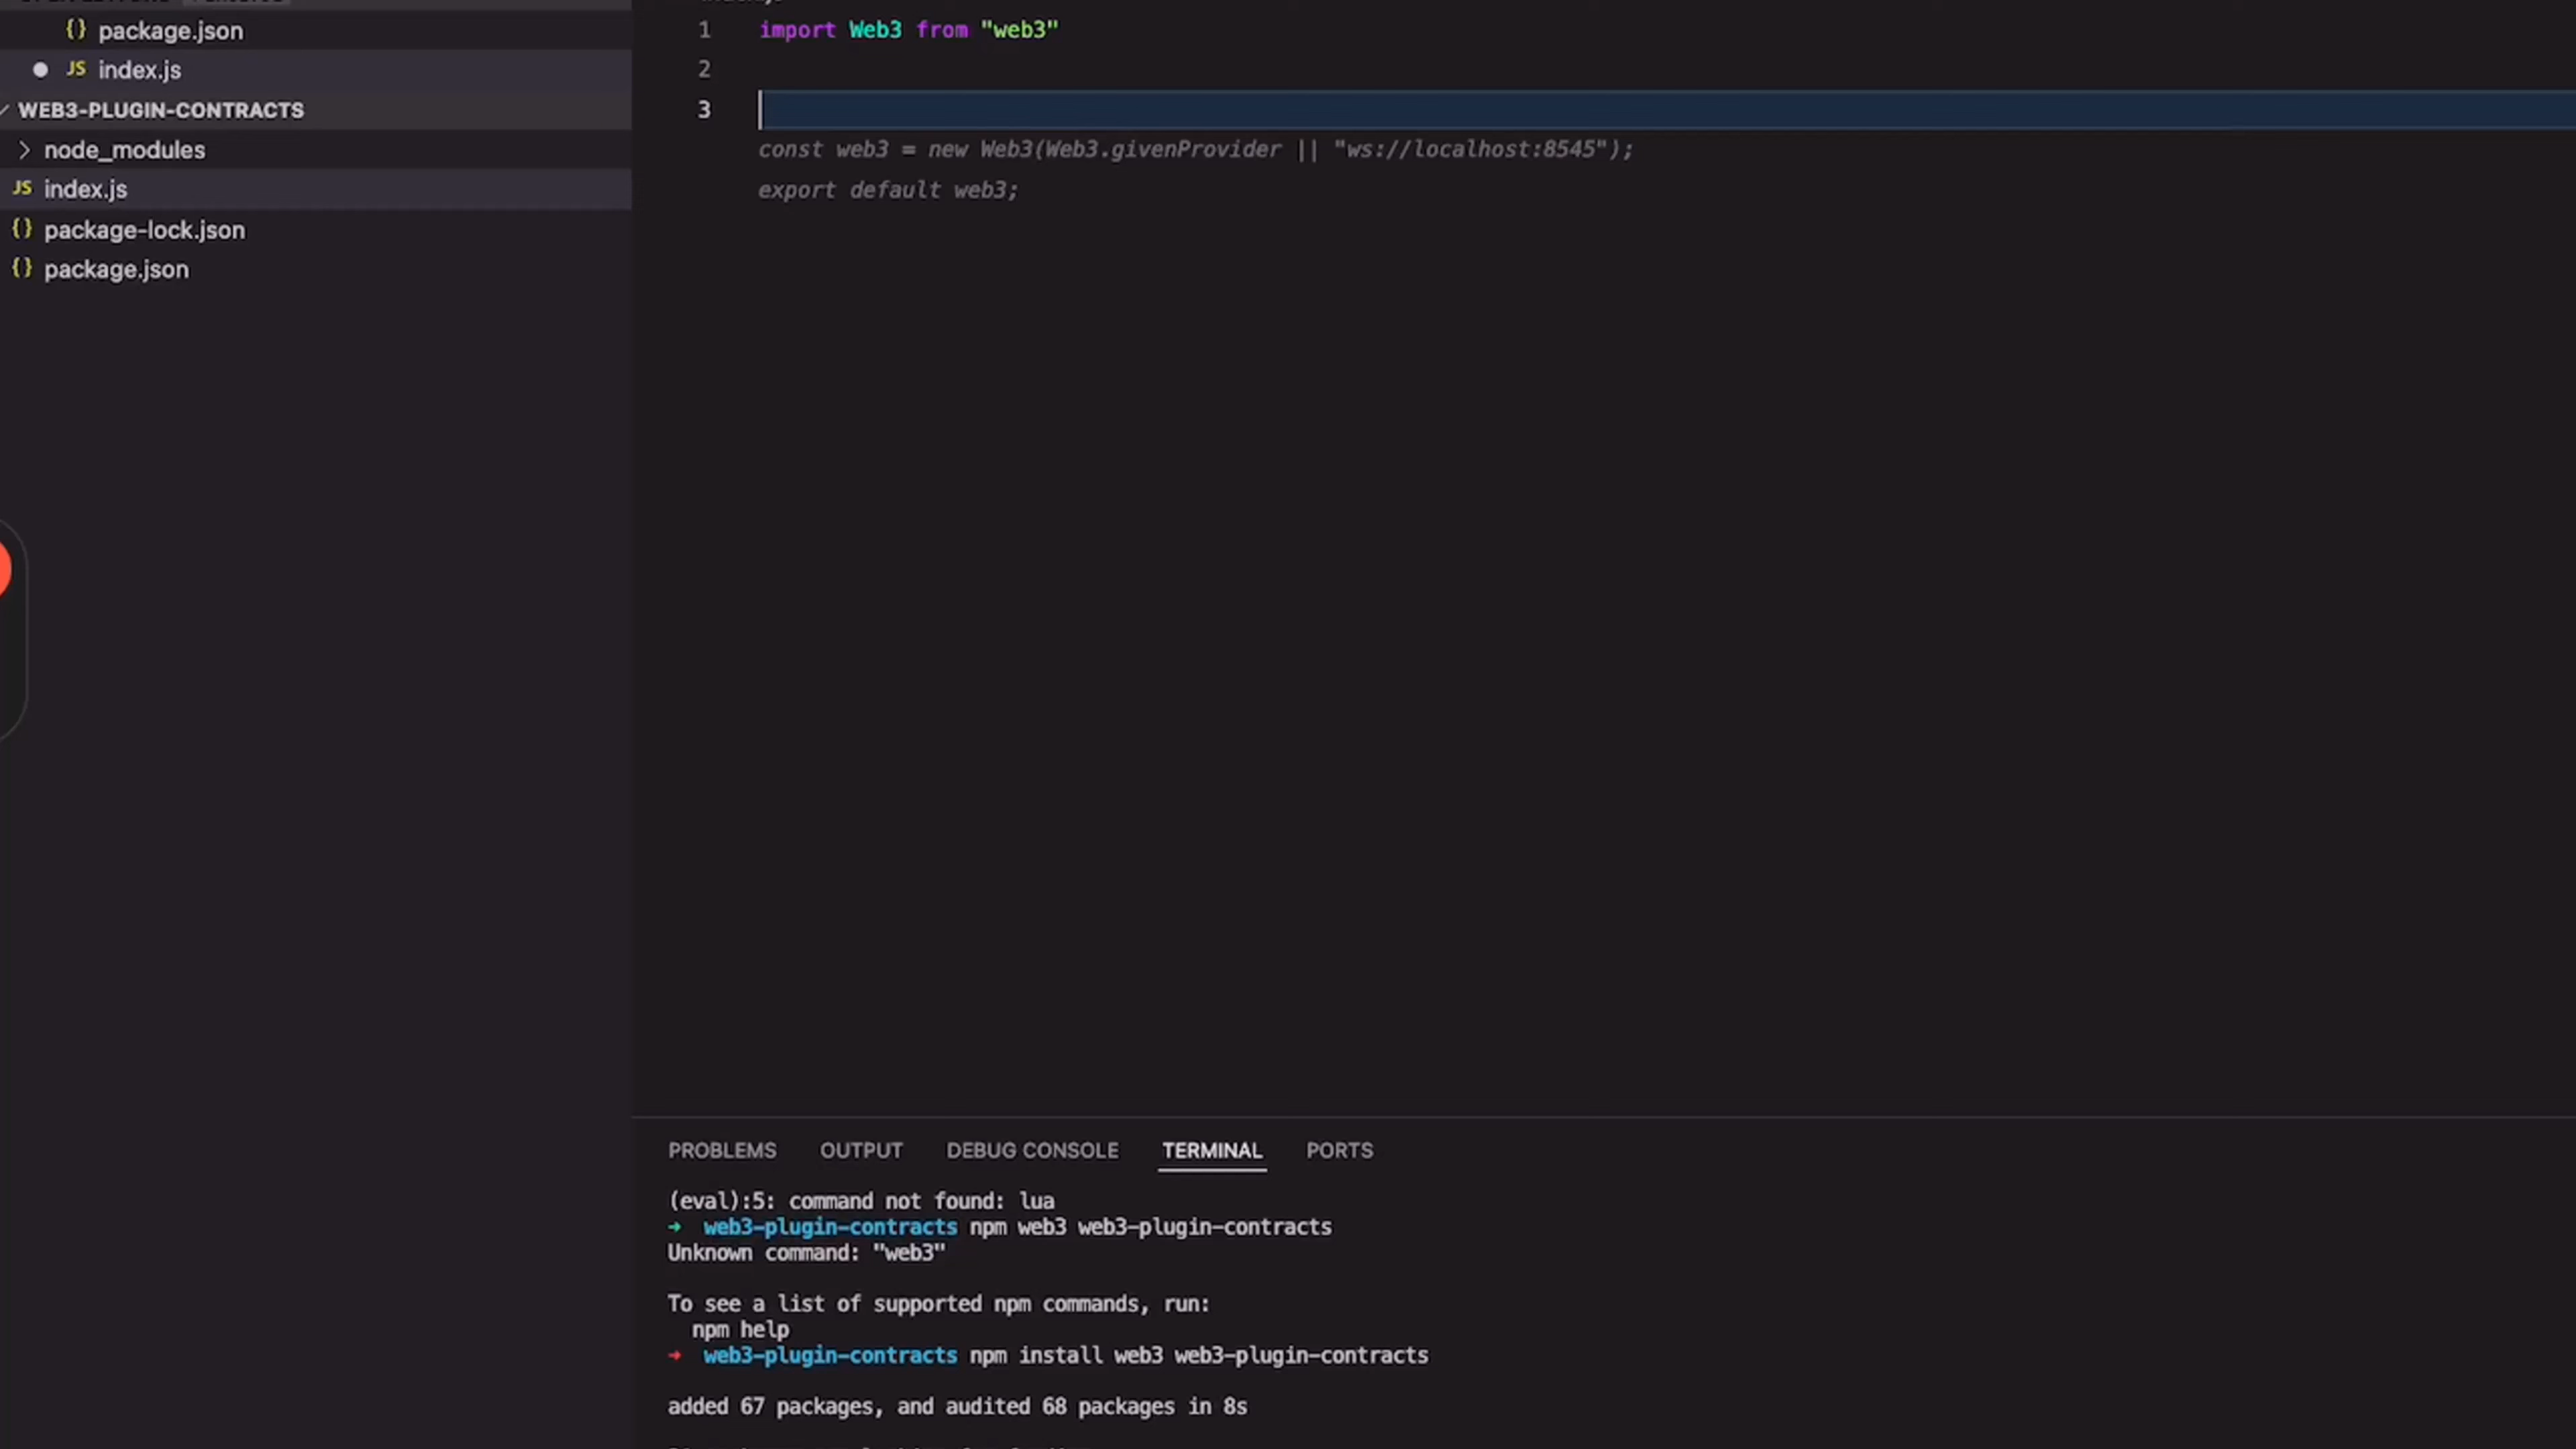 package.json
JS index.js
WEB3-PLUGIN-CONTRACTS
node_modules
JS index.js
{} package-lock.json
{} package.json
1 import Web3 from "web3"
2
3
const web3 = new Web3(Web3.givenProvider || "ws://localhost:8545");
export default web3;
PROBLEMS OUTPUT DEBUG CONSOLE TERMINAL PORTS
(eval):5: command not found: lua
➜ web3-plugin-contracts npm web3 web3-plugin-contracts
Unknown command: "web3"
To see a list of supported npm commands, run:
npm help
➜ web3-plugin-contracts npm install web3 web3-plugin-contracts
added 67 packages, and audited 68 packages in 8s